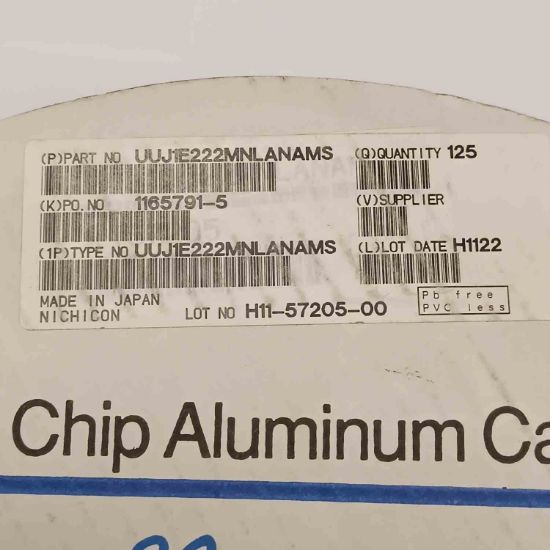 (P)PART NO UUJ1E222MNLANAMS (Q)QUANTITY 125
(K)PO.NO 1165791-5 (V)SUPPLIER
(1P)TYPE NO UUJ1E222MNLANAMS (L)LOT DATE H1122
MADE IN JAPAN
NICHICON LOT NO H11-57205-00
Pb free
PVC less
Chip Aluminum Ca